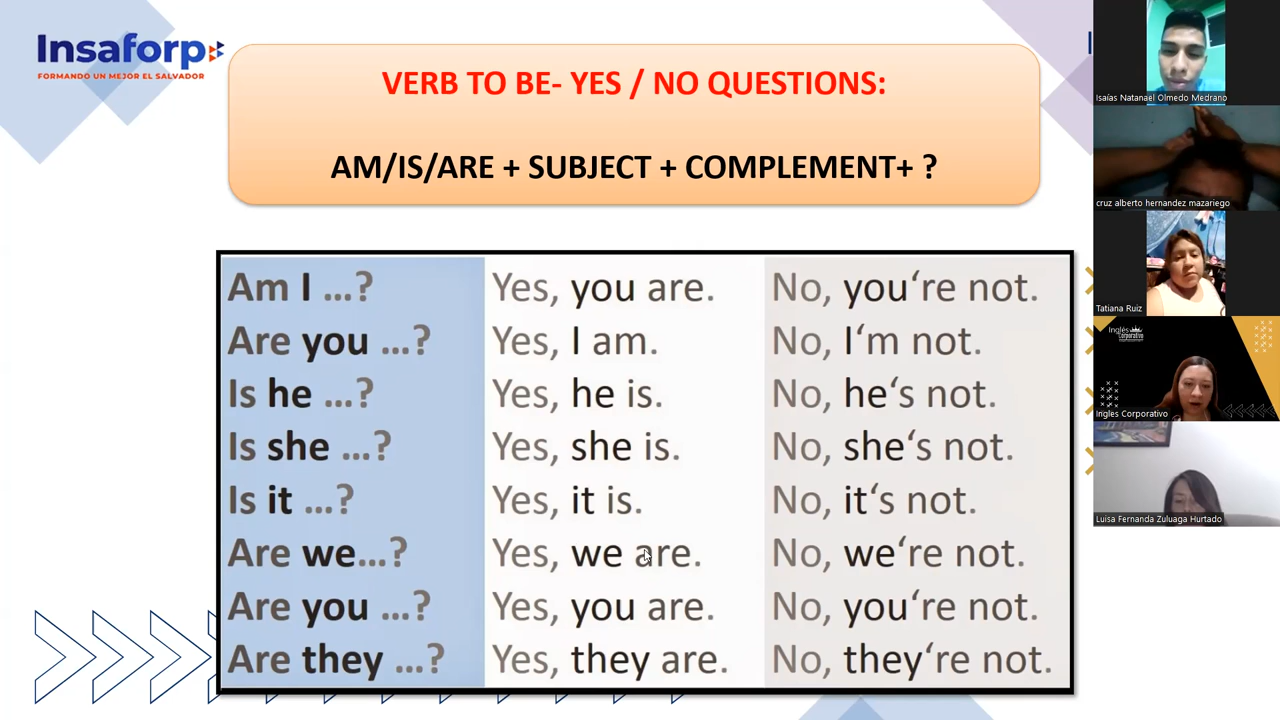 Insaforp
FORMANDO UN MEJOR EL SALVADOR
VERB TO BE- YES / NO QUESTIONS:
AM/IS/ARE + SUBJECT + COMPLEMENT+ ?
Am I ...? Yes, you are. No, you‘re not.
Are you ...? Yes, I am. No, I‘m not.
Is he ...? Yes, he is. No, he‘s not.
Is she ...? Yes, she is. No, she‘s not.
Is it ...? Yes, it is. No, it‘s not.
Are we...? Yes, we are. No, we‘re not.
Are you ...? Yes, you are. No, you‘re not.
Are they ...? Yes, they are. No, they‘re not.
Isaías Natanael Olmedo Medrano
cruz alberto hernandez mazariego
Tatiana Ruiz
Inglés
Corporativo
Ingles Corporativo
Luisa Fernanda Zuluaga Hurtado